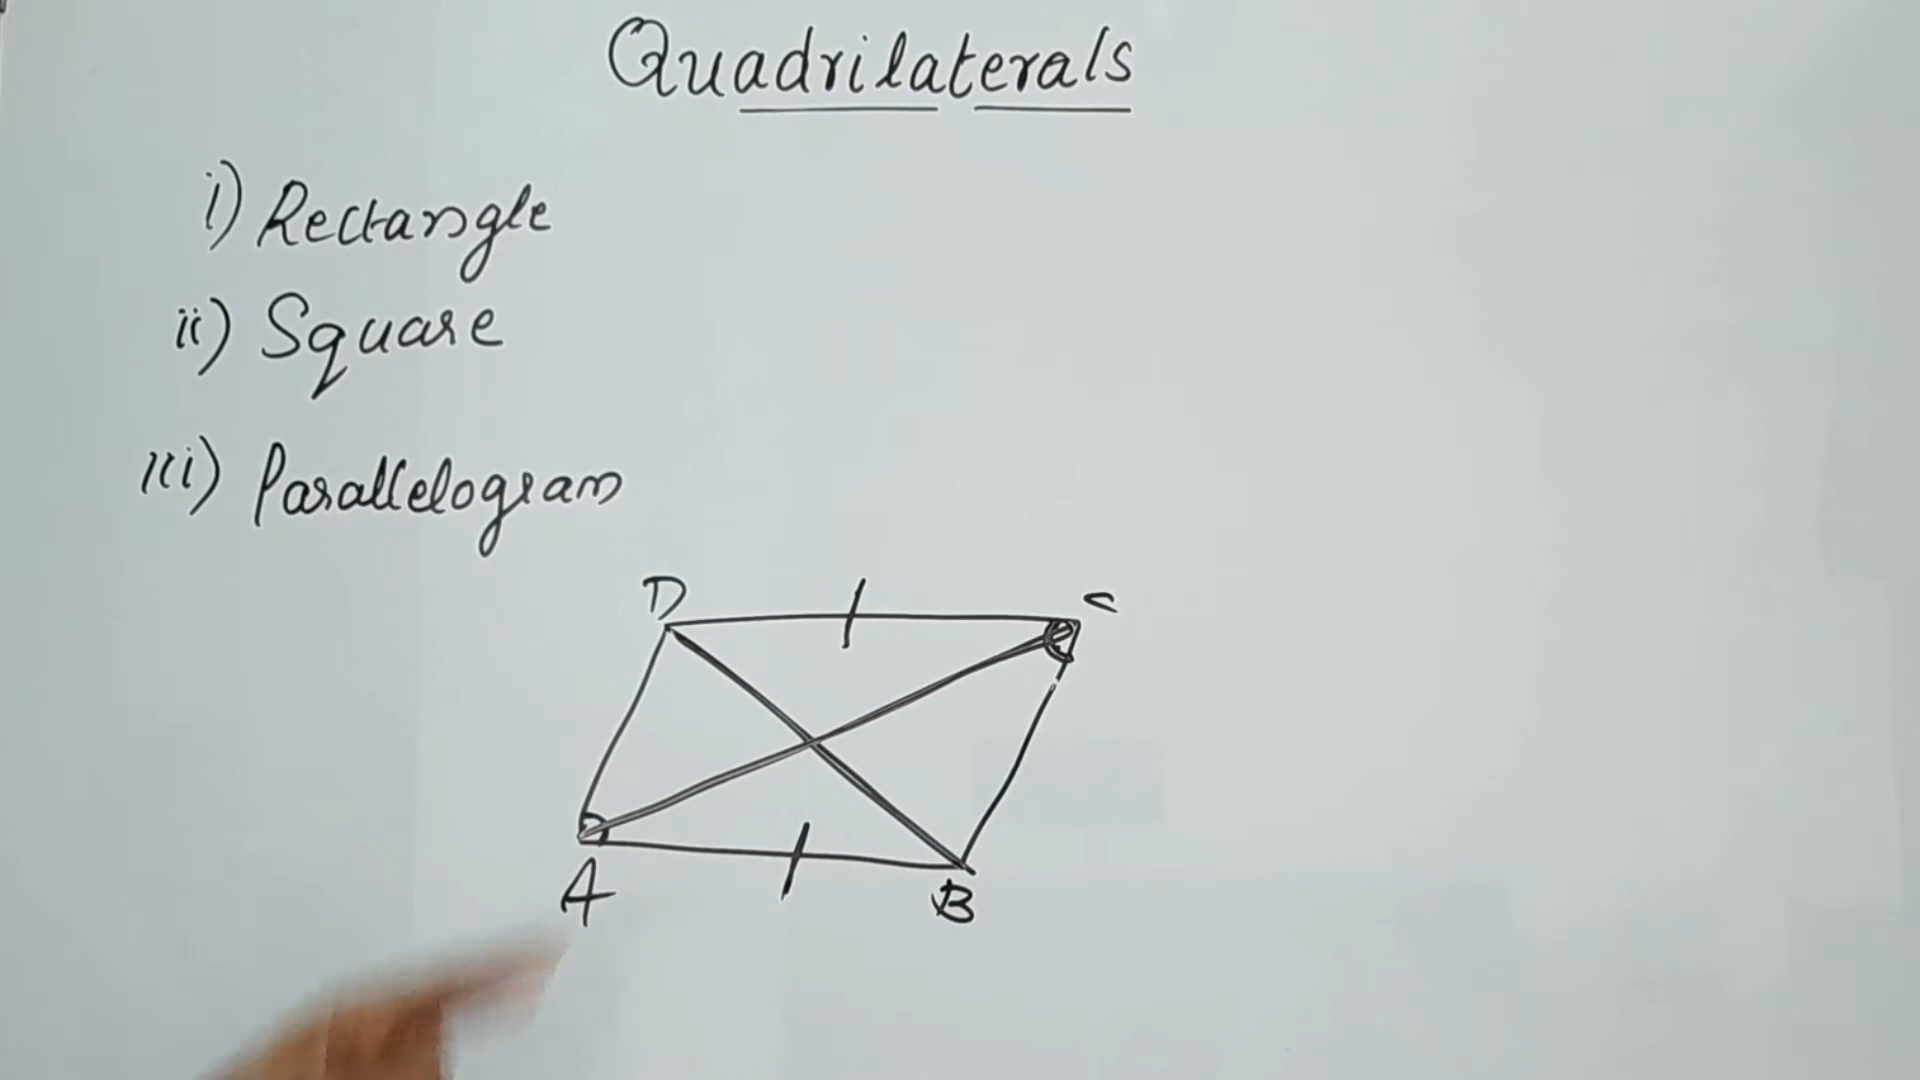 Quadrilaterals
i) Rectangle
ii) Square
iii) Parallelogram
D C
A B